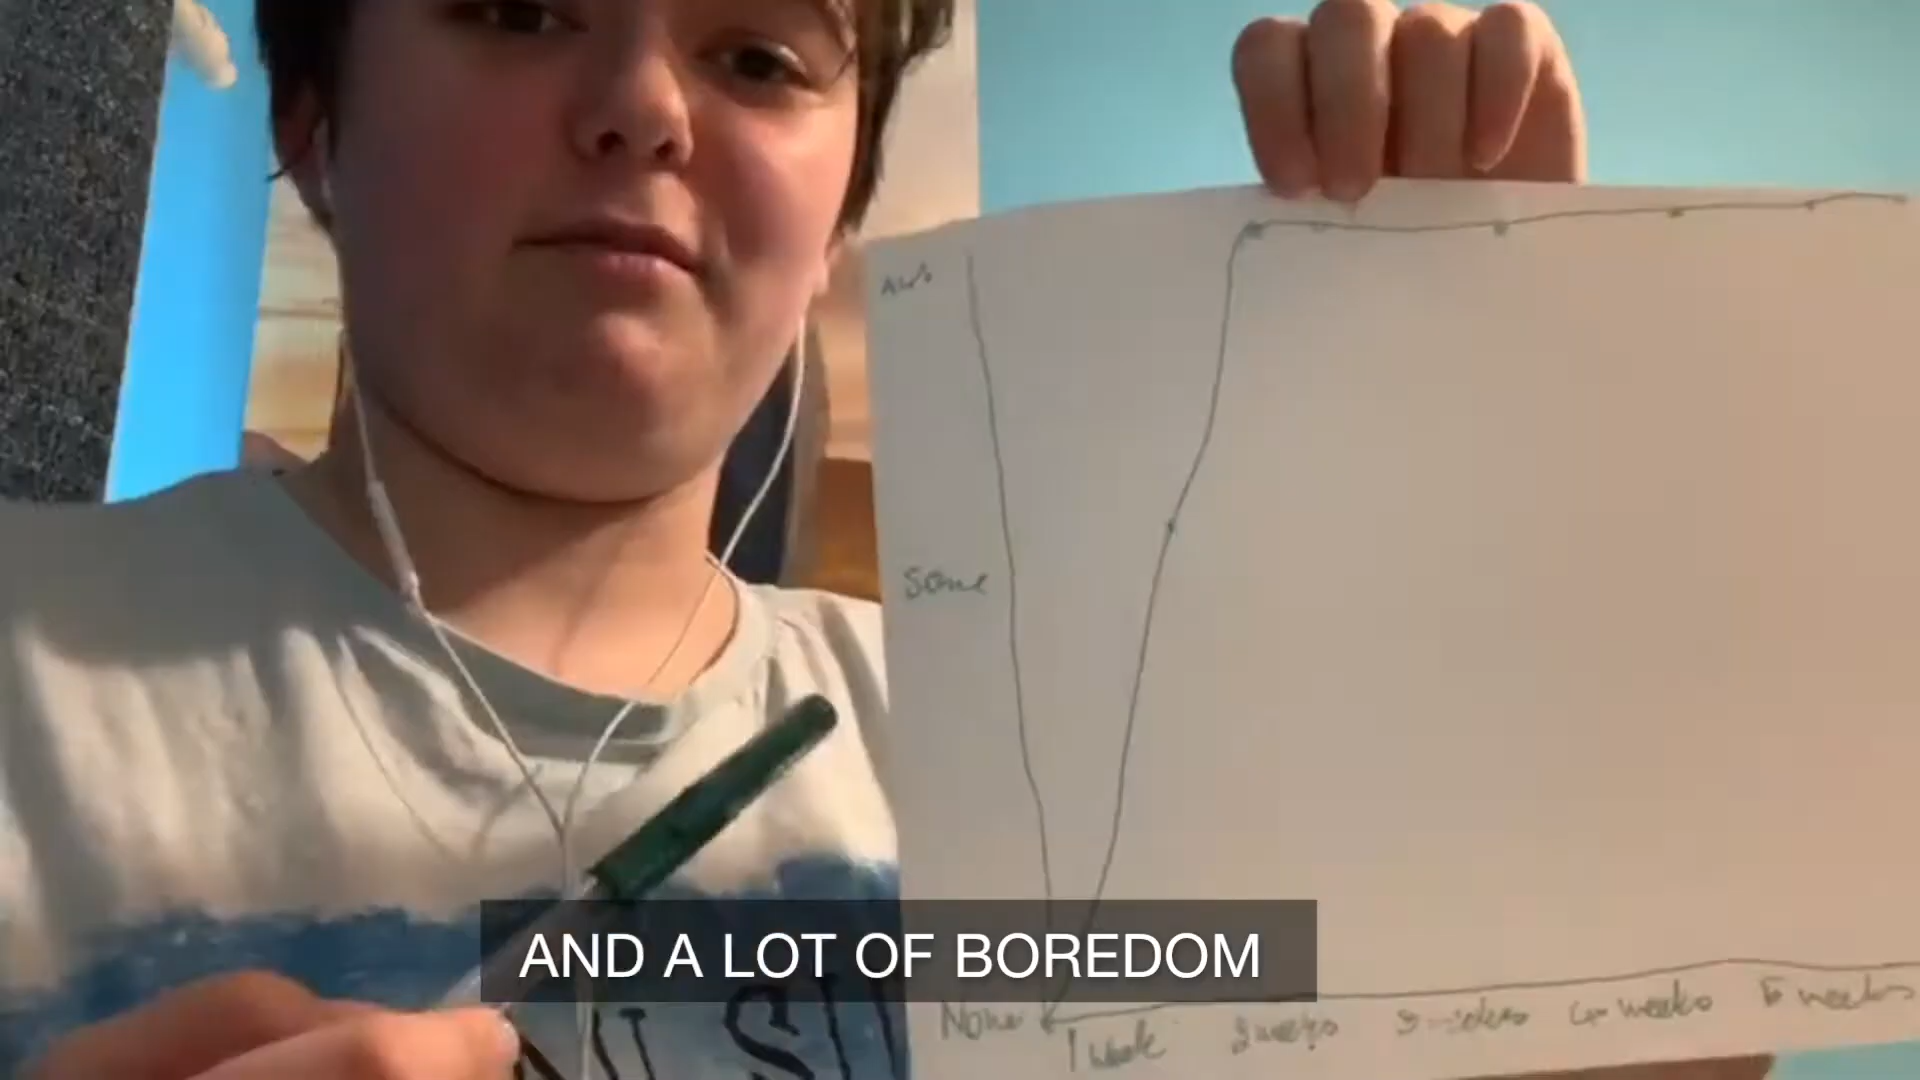 Some
AND A LOT OF BOREDOM
None
1 week
2 weeks
3 weeks
4 weeks
5 weeks